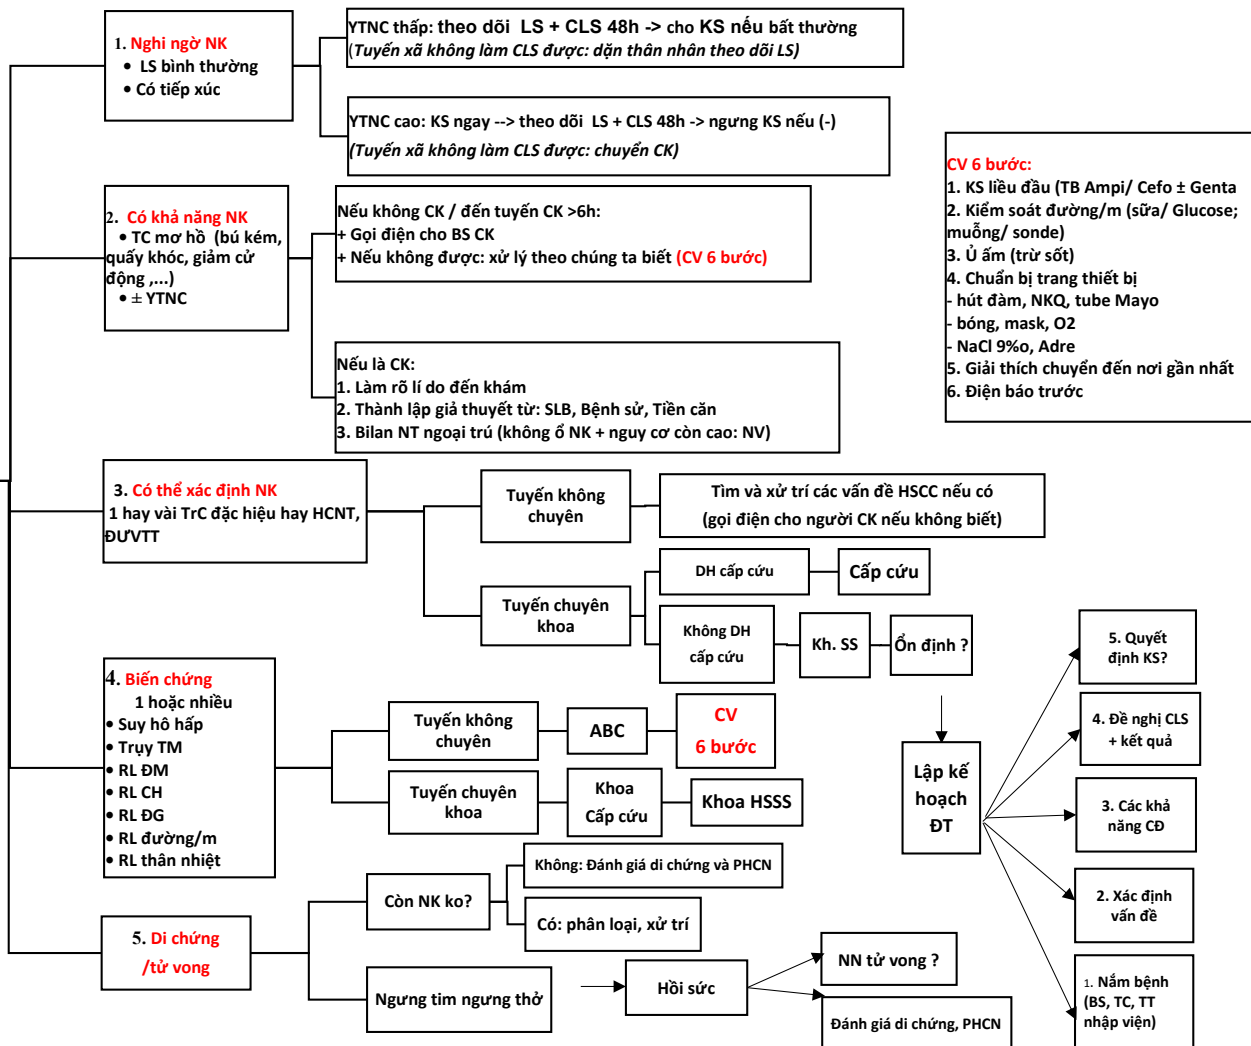 1. Nghi ngờ NK
• LS bình thường
• Có tiếp xúc
YTNC thấp: theo dõi LS + CLS 48h -> cho KS nếu bất thường
(Tuyến xã không làm CLS được: dặn thân nhân theo dõi LS)
YTNC cao: KS ngay --> theo dõi LS + CLS 48h -> ngưng KS nếu (-)
(Tuyến xã không làm CLS được: chuyển CK)
CV 6 bước:
1. KS liều đầu (TB Ampi/ Cefo ± Genta
2. Kiểm soát đường/m (sữa/ Glucose;
muỗng/ sonde)
3. Ủ ấm (trừ sốt)
4. Chuẩn bị trang thiết bị
- hút đàm, NKQ, tube Mayo
- bóng, mask, O2
- NaCl 9%o, Adre
5. Giải thích chuyển đến nơi gần nhất
6. Điện báo trước
2. Có khả năng NK
• TC mơ hồ (bú kém,
quấy khóc, giảm cử
động ,...)
• ± YTNC
Nếu không CK / đến tuyến CK >6h:
+ Gọi điện cho BS CK
+ Nếu không được: xử lý theo chúng ta biết (CV 6 bước)
Nếu là CK:
1. Làm rõ lí do đến khám
2. Thành lập giả thuyết từ: SLB, Bệnh sử, Tiền căn
3. Bilan NT ngoại trú (không ổ NK + nguy cơ còn cao: NV)
3. Có thể xác định NK
1 hay vài TrC đặc hiệu hay HCNT,
ĐƯVTT
Tuyến không
chuyên
Tìm và xử trí các vấn đề HSCC nếu có
(gọi điện cho người CK nếu không biết)
Tuyến chuyên
khoa
DH cấp cứu
Cấp cứu
Không DH
cấp cứu
Kh. SS
Ổn định ?
Lập kế
hoạch
ĐT
5. Quyết
định KS?
4. Đề nghị CLS
+ kết quả
3. Các khả
năng CĐ
2. Xác định
vấn đề
1. Nắm bệnh
(BS, TC, TT
nhập viện)
4. Biến chứng
1 hoặc nhiều
• Suy hô hấp
• Trụy TM
• RL ĐM
• RL CH
• RL ĐG
• RL đường/m
• RL thân nhiệt
Tuyến không
chuyên
ABC
CV
6 bước
Tuyến chuyên
khoa
Khoa
Cấp cứu
Khoa HSSS
5. Di chứng
/tử vong
Còn NK ko?
Không: Đánh giá di chứng và PHCN
Có: phân loại, xử trí
Ngưng tim ngưng thở
Hồi sức
NN tử vong ?
Đánh giá di chứng, PHCN